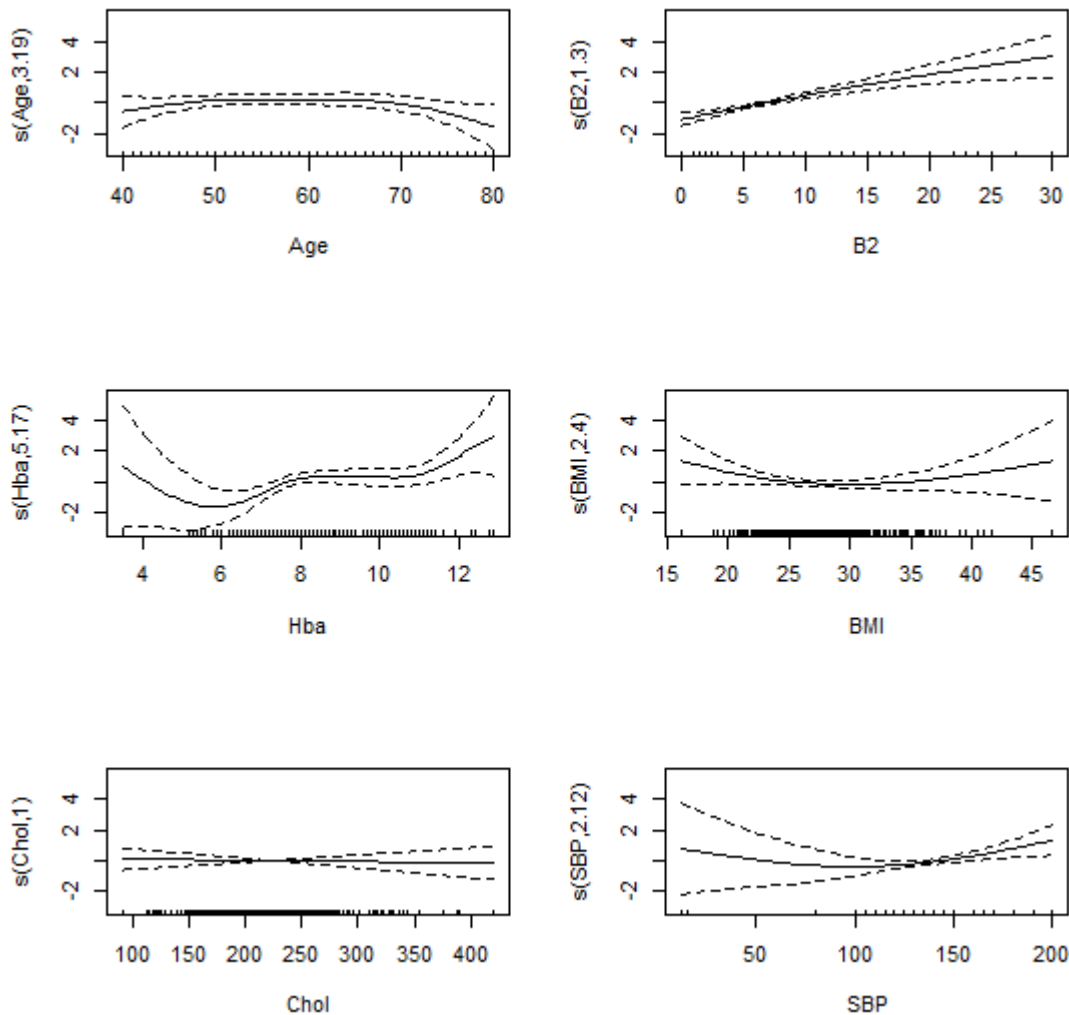 s(Age,3.19)
4
2
-2
40 50 60 70 80
Age
s(B2,1.3)
4
2
-2
0 5 10 15 20 25 30
B2
s(Hba,5.17)
4
2
-2
4 6 8 10 12
Hba
s(BMI,2.4)
4
2
-2
15 20 25 30 35 40 45
BMI
s(Chol,1)
4
2
-2
100 150 200 250 300 350 400
Chol
s(SBP,2.12)
4
2
-2
50 100 150 200
SBP